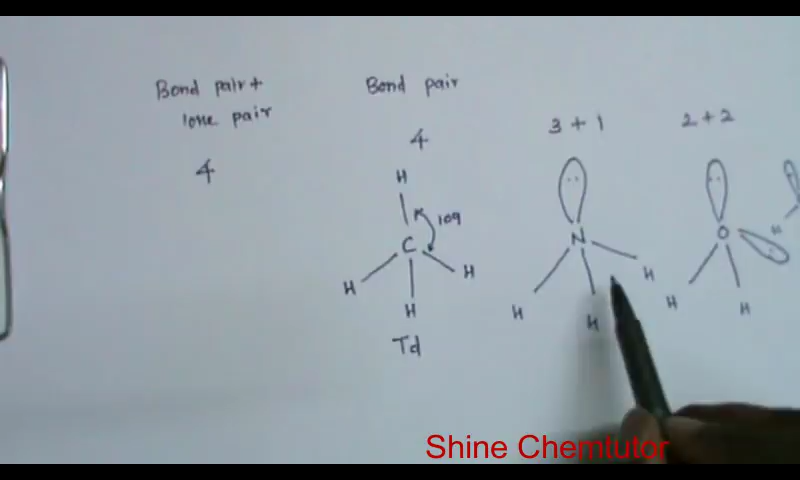 Bond pair +
lone pair
4
Bond pair
4
H
C
109
H
H
H
Td
3 + 1
N
H
H
H
2 + 2
O
H
H
H
Shine Chemtutor